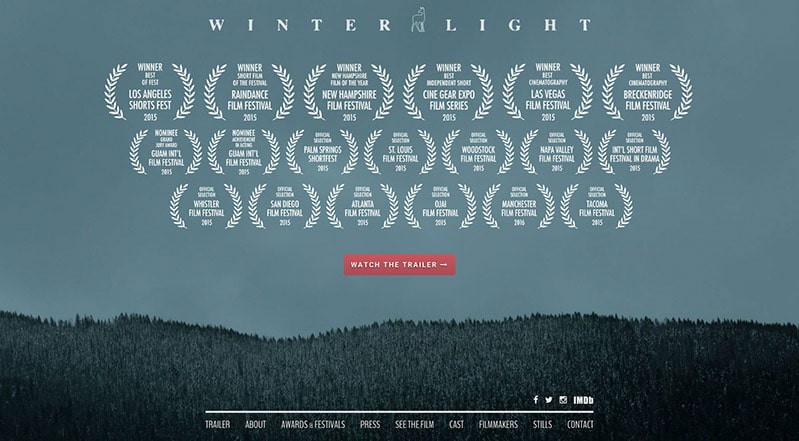 WINTER LIGHT
WINNER
BEST
OF FEST
LOS ANGELES
SHORTS FEST
2015
WINNER
SHORT FILM
OF THE FESTIVAL
RAINDANCE
FILM FESTIVAL
2015
WINNER
NEW HAMPSHIRE
FILM OF THE YEAR
NEW HAMPSHIRE
FILM FESTIVAL
2015
WINNER
BEST
INDEPENDENT SHORT
CINE GEAR EXPO
FILM SERIES
2015
WINNER
BEST
CINEMATOGRAPHY
LAS VEGAS
FILM FESTIVAL
2015
WINNER
BEST
CINEMATOGRAPHY
BRECKENRIDGE
FILM FESTIVAL
2015
NOMINEE
GRAND
JURY AWARD
GUAM INT'L
FILM FESTIVAL
2015
NOMINEE
ACHIEVEMENT
IN ACTING
GUAM INT'L
FILM FESTIVAL
2015
OFFICIAL
SELECTION
PALM SPRINGS
SHORTFEST
2015
OFFICIAL
SELECTION
ST. LOUIS
FILM FESTIVAL
2015
OFFICIAL
SELECTION
WOODSTOCK
FILM FESTIVAL
2015
OFFICIAL
SELECTION
NAPA VALLEY
FILM FESTIVAL
2015
OFFICIAL
SELECTION
INT'L SHORT FILM
FESTIVAL IN DRAMA
2015
OFFICIAL
SELECTION
WHISTLER
FILM FESTIVAL
2015
OFFICIAL
SELECTION
SAN DIEGO
FILM FESTIVAL
2015
OFFICIAL
SELECTION
ATLANTA
FILM FESTIVAL
2015
OFFICIAL
SELECTION
OJAI
FILM FESTIVAL
2015
OFFICIAL
SELECTION
MANCHESTER
FILM FESTIVAL
2016
OFFICIAL
SELECTION
TACOMA
FILM FESTIVAL
2015
WATCH THE TRAILER →
IMDb
TRAILER ABOUT AWARDS & FESTIVALS PRESS SEE THE FILM CAST FILMMAKERS STILLS CONTACT